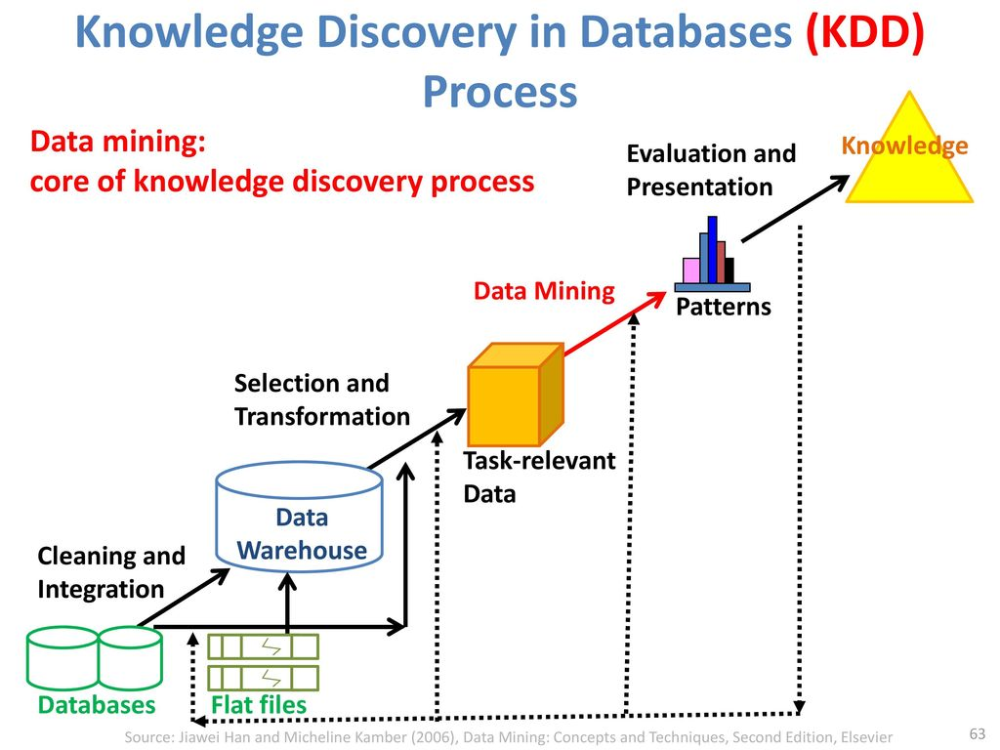 Knowledge Discovery in Databases (KDD)
Process
Data mining:
core of knowledge discovery process
Evaluation and
Presentation
Knowledge
Data Mining
Patterns
Selection and
Transformation
Task-relevant
Data
Data
Warehouse
Cleaning and
Integration
Databases
Flat files
Source: Jiawei Han and Micheline Kamber (2006), Data Mining: Concepts and Techniques, Second Edition, Elsevier
63